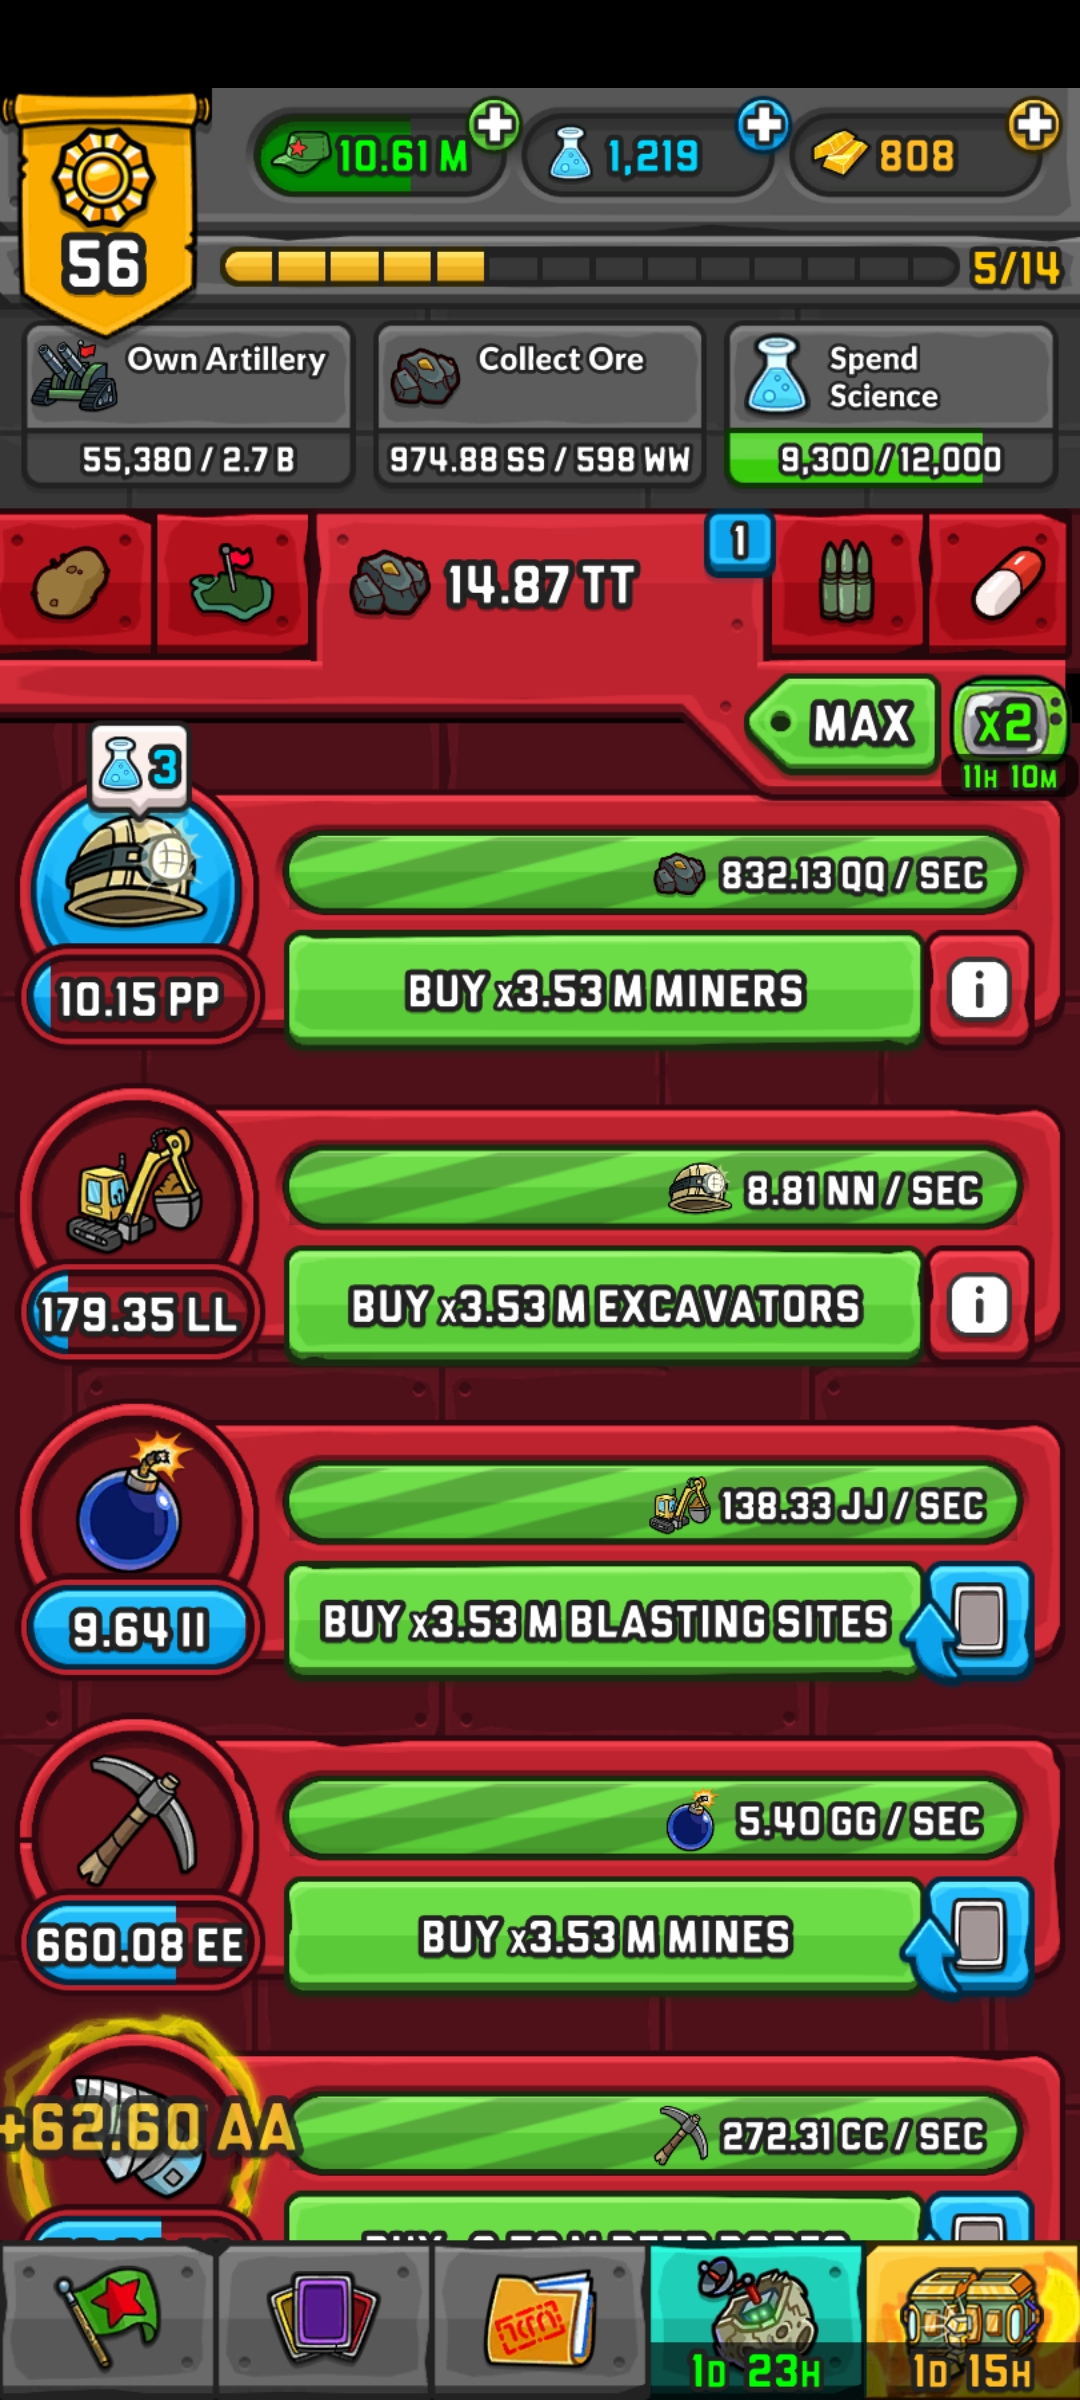 10.61 M
1,219
808
56
5/14
Own Artillery
55,380 / 2.7 B
Collect Ore
974.88 SS / 598 WW
Spend
Science
9,300 / 12,000
14.87 TT
1
MAX
x2
11H 10M
3
832.13 QQ / SEC
10.15 PP
BUY x3.53 M MINERS
i
8.81 NN / SEC
179.35 LL
BUY x3.53 M EXCAVATORS
i
138.33 JJ / SEC
9.64 II
BUY x3.53 M BLASTING SITES
5.40 GG / SEC
660.08 EE
BUY x3.53 M MINES
+62.60 AA
272.31 CC / SEC
1D 23H
1D 15H